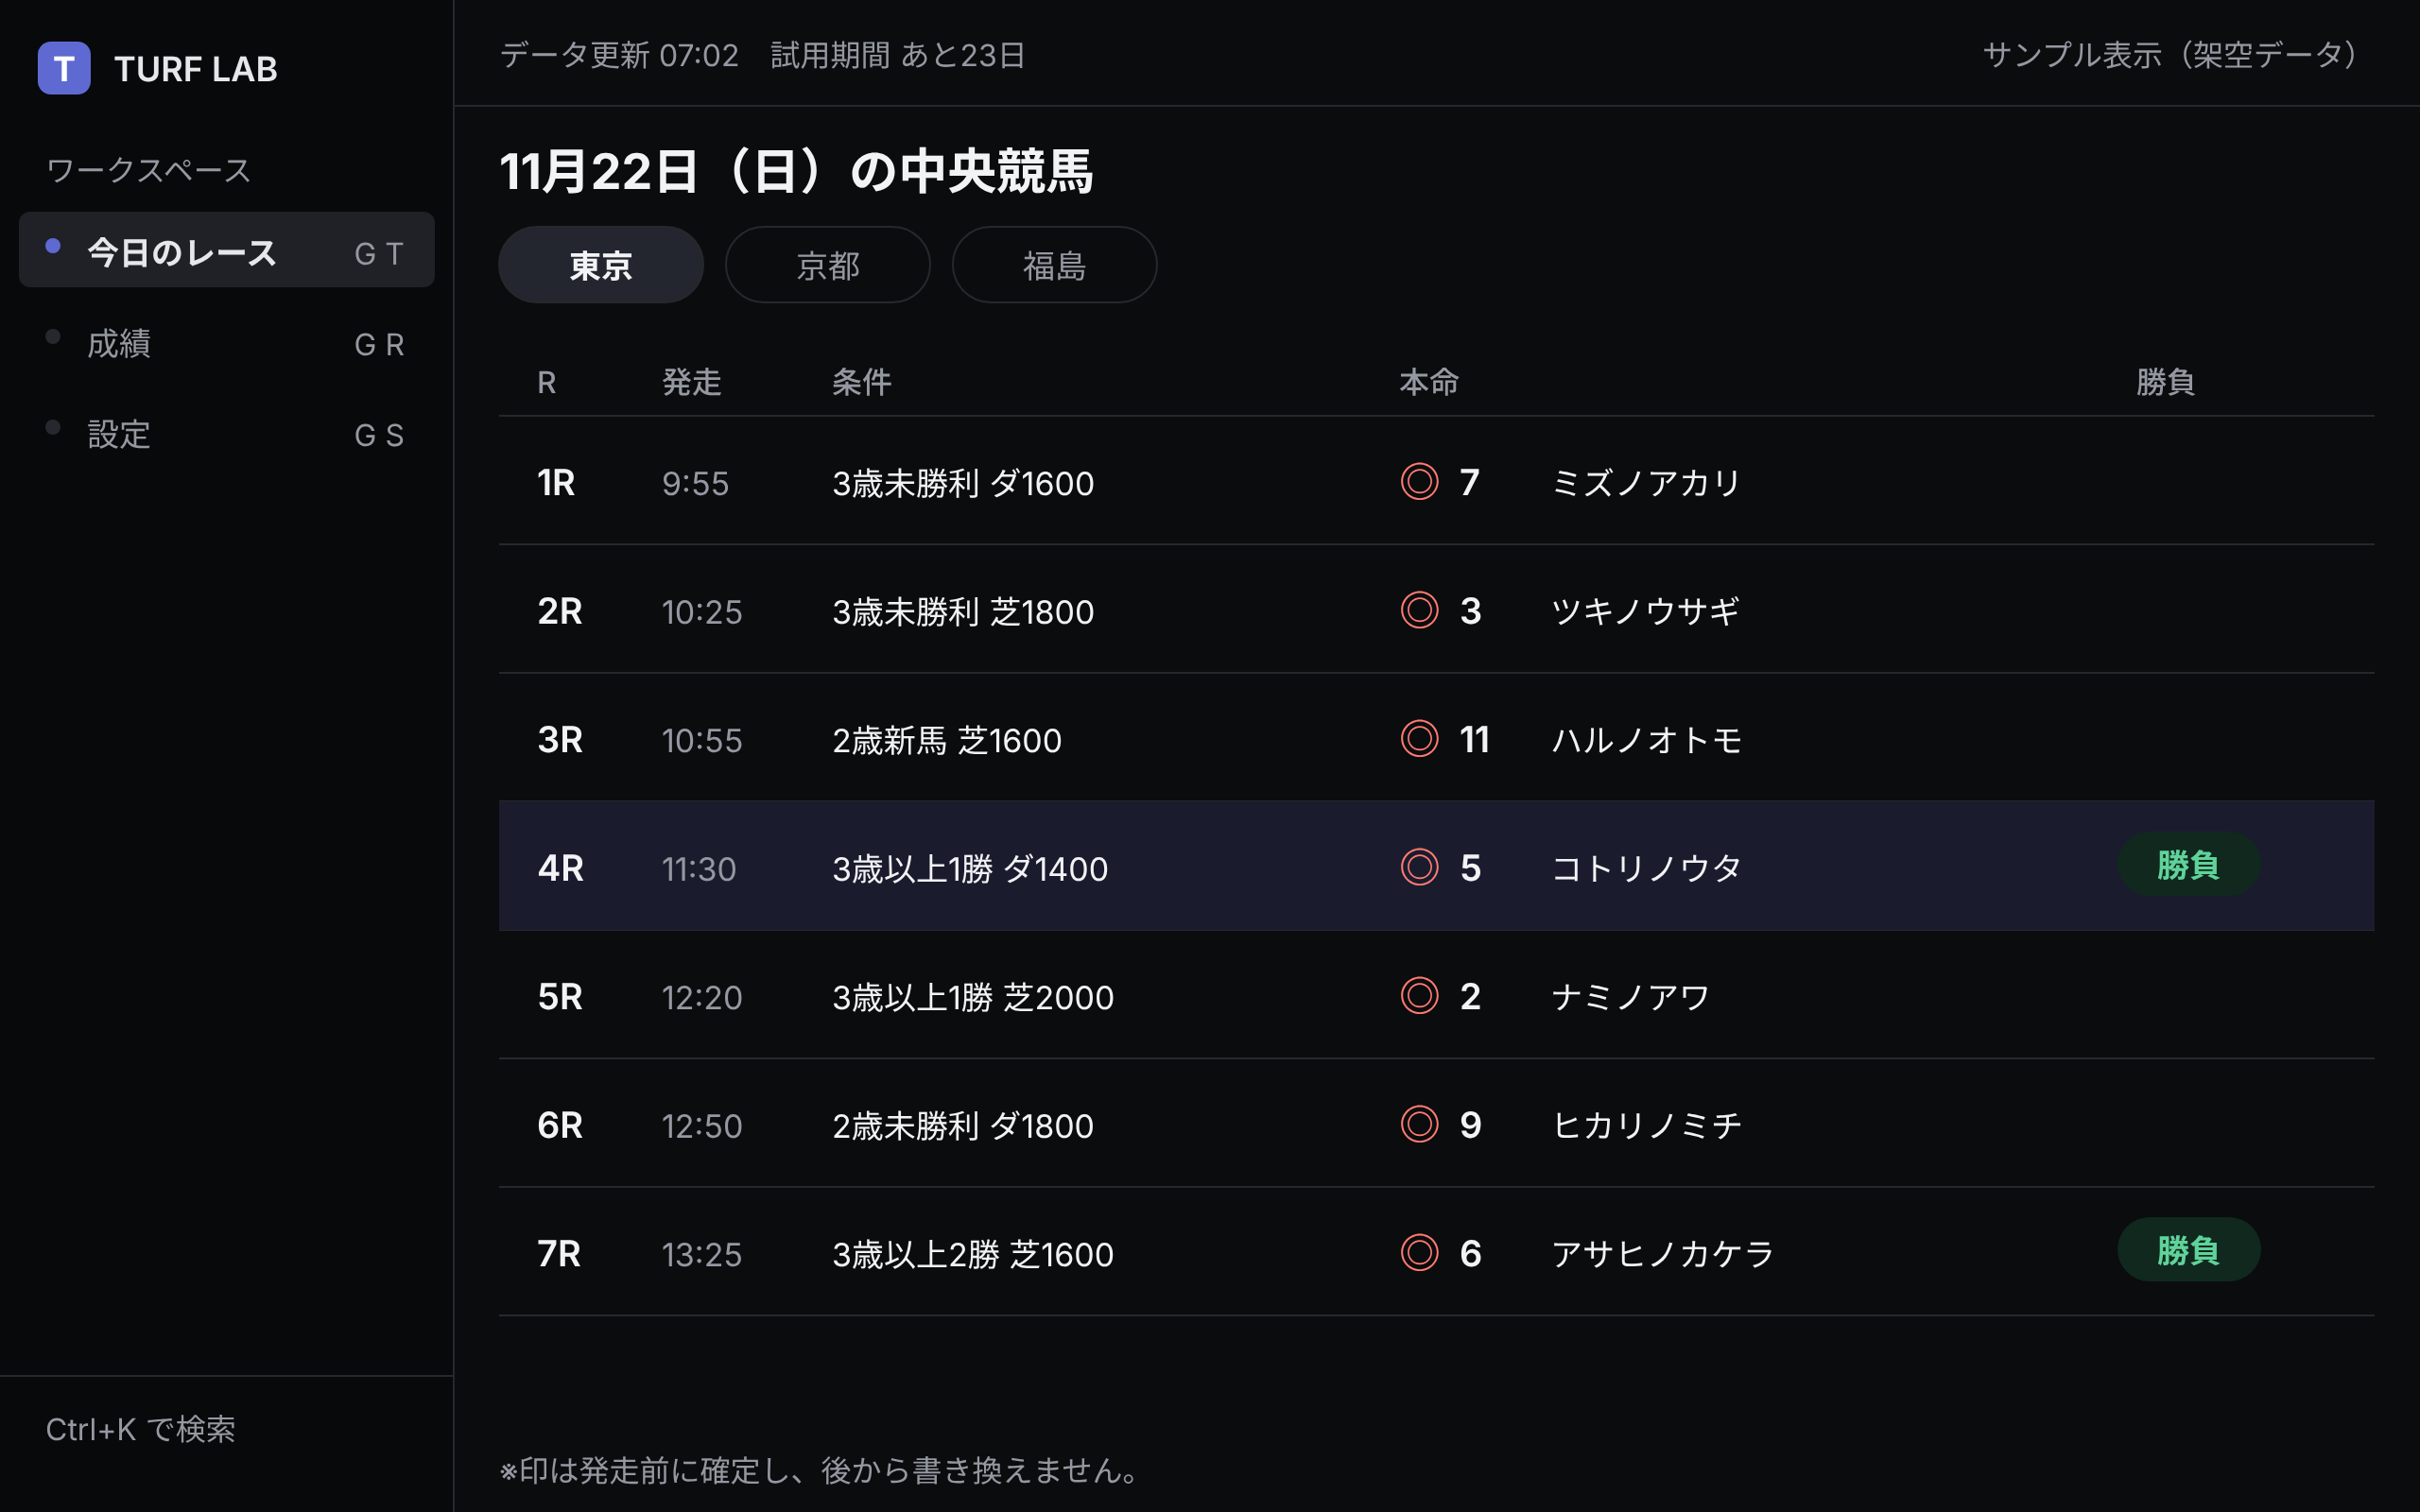 T TURF LAB
ワークスペース
今日のレース G T
成績 G R
設定 G S
Ctrl+K で検索
データ更新 07:02 試用期間 あと23日 サンプル表示（架空データ）
11月22日（日）の中央競馬
東京 京都 福島
R 発走 条件 本命 勝負
1R 9:55 3歳未勝利 ダ1600 ◎ 7 ミズノアカリ
2R 10:25 3歳未勝利 芝1800 ◎ 3 ツキノウサギ
3R 10:55 2歳新馬 芝1600 ◎ 11 ハルノオトモ
4R 11:30 3歳以上1勝 ダ1400 ◎ 5 コトリノウタ 勝負
5R 12:20 3歳以上1勝 芝2000 ◎ 2 ナミノアワ
6R 12:50 2歳未勝利 ダ1800 ◎ 9 ヒカリノミチ
7R 13:25 3歳以上2勝 芝1600 ◎ 6 アサヒノカケラ 勝負
※印は発走前に確定し、後から書き換えません。